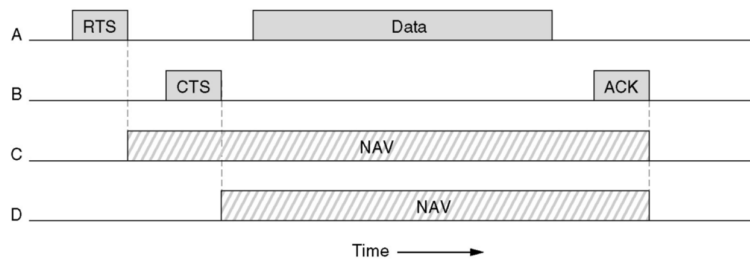 A RTS Data
B CTS ACK
C NAV
D NAV
Time